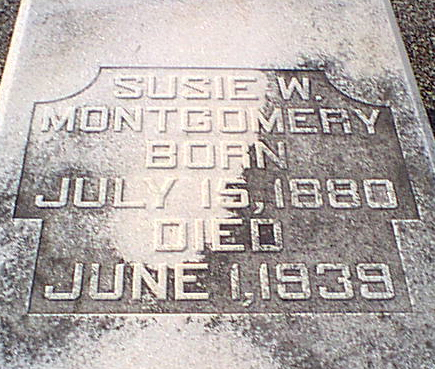 SUSIE W.
MONTGOMERY
BORN
JULY 15, 1880
DIED
JUNE 1, 1939